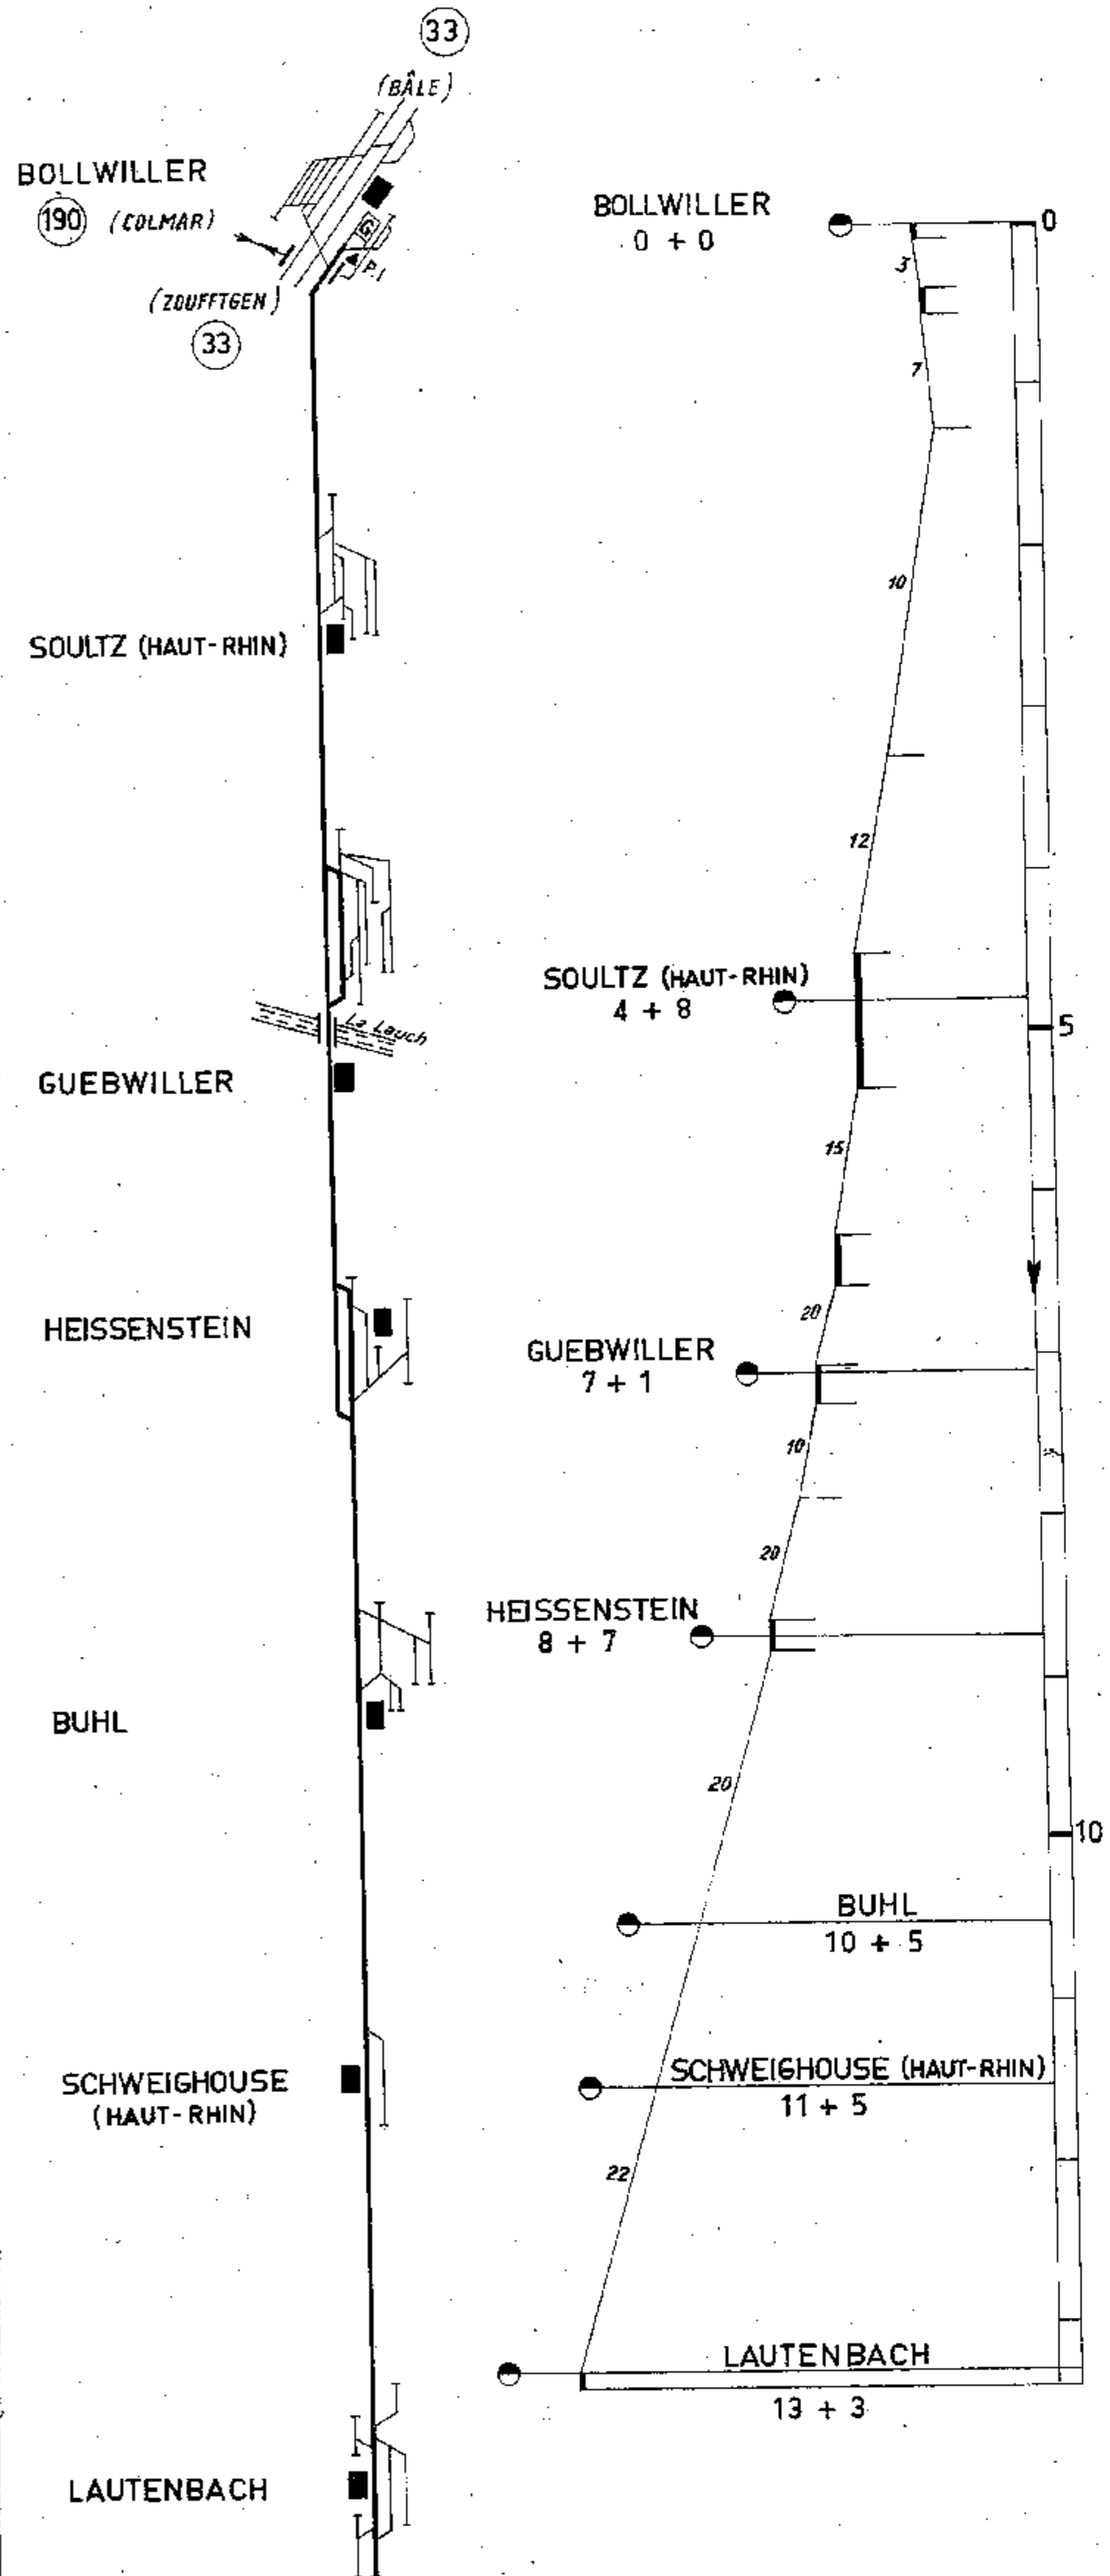 33
(BÂLE)
BOLLWILLER
190 (COLMAR)
G
P.I
(ZOUFFTGEN)
33
SOULTZ (HAUT-RHIN)
La Lauch
GUEBWILLER
HEISSENSTEIN
BUHL
SCHWEIGHOUSE
(HAUT-RHIN)
LAUTENBACH
BOLLWILLER
0 + 0
0
3
7
10
12
SOULTZ (HAUT-RHIN)
4 + 8
5
15
20
GUEBWILLER
7 + 1
10
20
HEISSENSTEIN
8 + 7
20
10
BUHL
10 + 5
SCHWEIGHOUSE (HAUT-RHIN)
11 + 5
22
LAUTENBACH
13 + 3